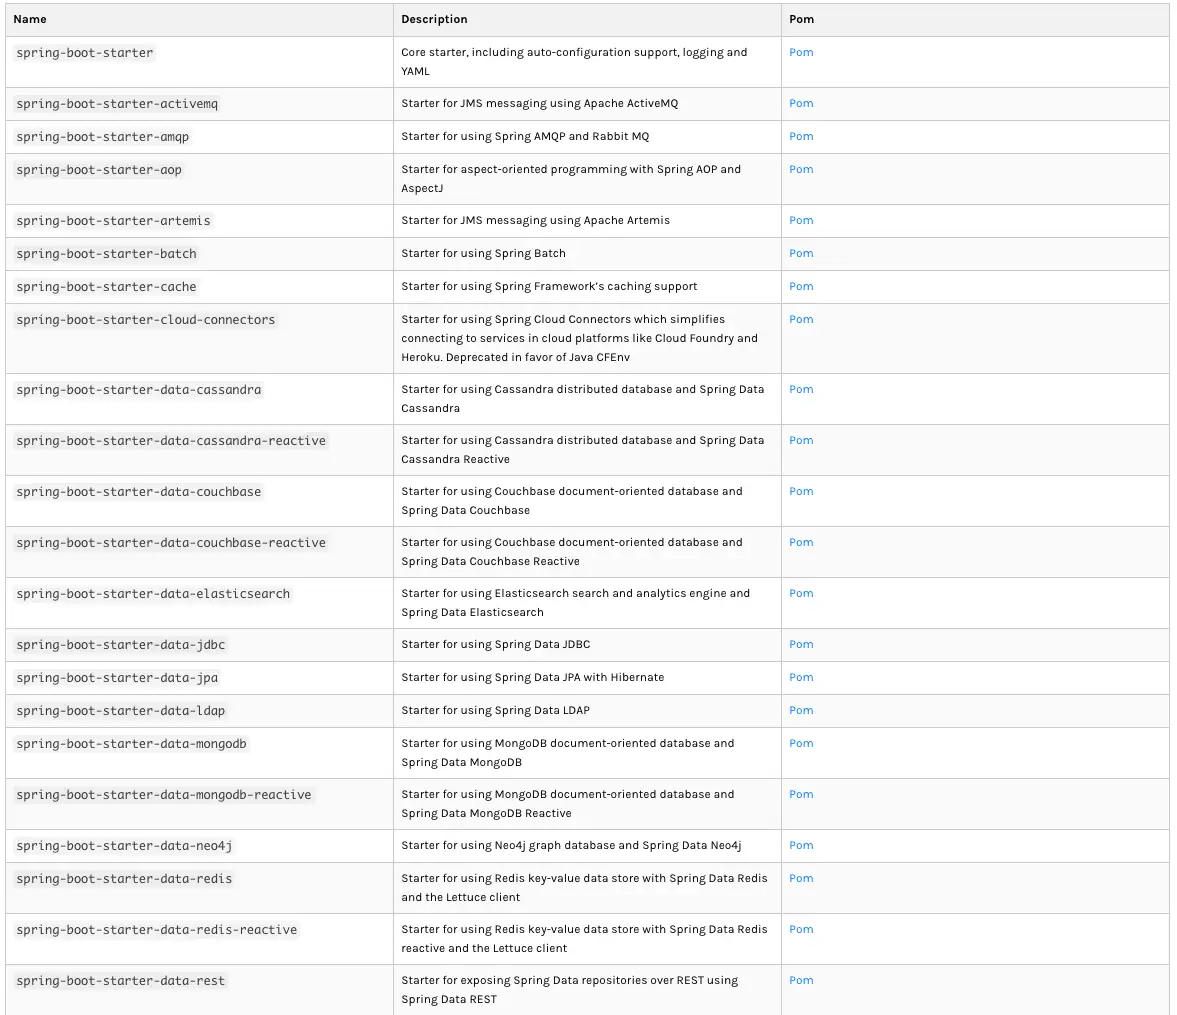 Name Description Pom
spring-boot-starter Core starter, including auto-configuration support, logging and Pom
YAML
spring-boot-starter-activemq Starter for JMS messaging using Apache ActiveMQ Pom
spring-boot-starter-amqp Starter for using Spring AMQP and Rabbit MQ Pom
spring-boot-starter-aop Starter for aspect-oriented programming with Spring AOP and Pom
AspectJ
spring-boot-starter-artemis Starter for JMS messaging using Apache Artemis Pom
spring-boot-starter-batch Starter for using Spring Batch Pom
spring-boot-starter-cache Starter for using Spring Framework's caching support Pom
spring-boot-starter-cloud-connectors Starter for using Spring Cloud Connectors which simplifies Pom
connecting to services in cloud platforms like Cloud Foundry and
Heroku. Deprecated in favor of Java CFEnv
spring-boot-starter-data-cassandra Starter for using Cassandra distributed database and Spring Data Pom
Cassandra
spring-boot-starter-data-cassandra-reactive Starter for using Cassandra distributed database and Spring Data Pom
Cassandra Reactive
spring-boot-starter-data-couchbase Starter for using Couchbase document-oriented database and Pom
Spring Data Couchbase
spring-boot-starter-data-couchbase-reactive Starter for using Couchbase document-oriented database and Pom
Spring Data Couchbase Reactive
spring-boot-starter-data-elasticsearch Starter for using Elasticsearch search and analytics engine and Pom
Spring Data Elasticsearch
spring-boot-starter-data-jdbc Starter for using Spring Data JDBC Pom
spring-boot-starter-data-jpa Starter for using Spring Data JPA with Hibernate Pom
spring-boot-starter-data-ldap Starter for using Spring Data LDAP Pom
spring-boot-starter-data-mongodb Starter for using MongoDB document-oriented database and Pom
Spring Data MongoDB
spring-boot-starter-data-mongodb-reactive Starter for using MongoDB document-oriented database and Pom
Spring Data MongoDB Reactive
spring-boot-starter-data-neo4j Starter for using Neo4j graph database and Spring Data Neo4j Pom
spring-boot-starter-data-redis Starter for using Redis key-value data store with Spring Data Redis Pom
and the Lettuce client
spring-boot-starter-data-redis-reactive Starter for using Redis key-value data store with Spring Data Redis Pom
reactive and the Lettuce client
spring-boot-starter-data-rest Starter for exposing Spring Data repositories over REST using Pom
Spring Data REST